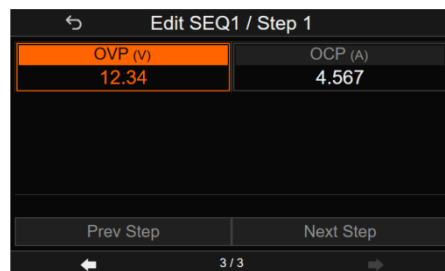 Edit SEQ1 / Step 1
OVP (V) OCP (A)
12.34 4.567
Prev Step Next Step
3 / 3